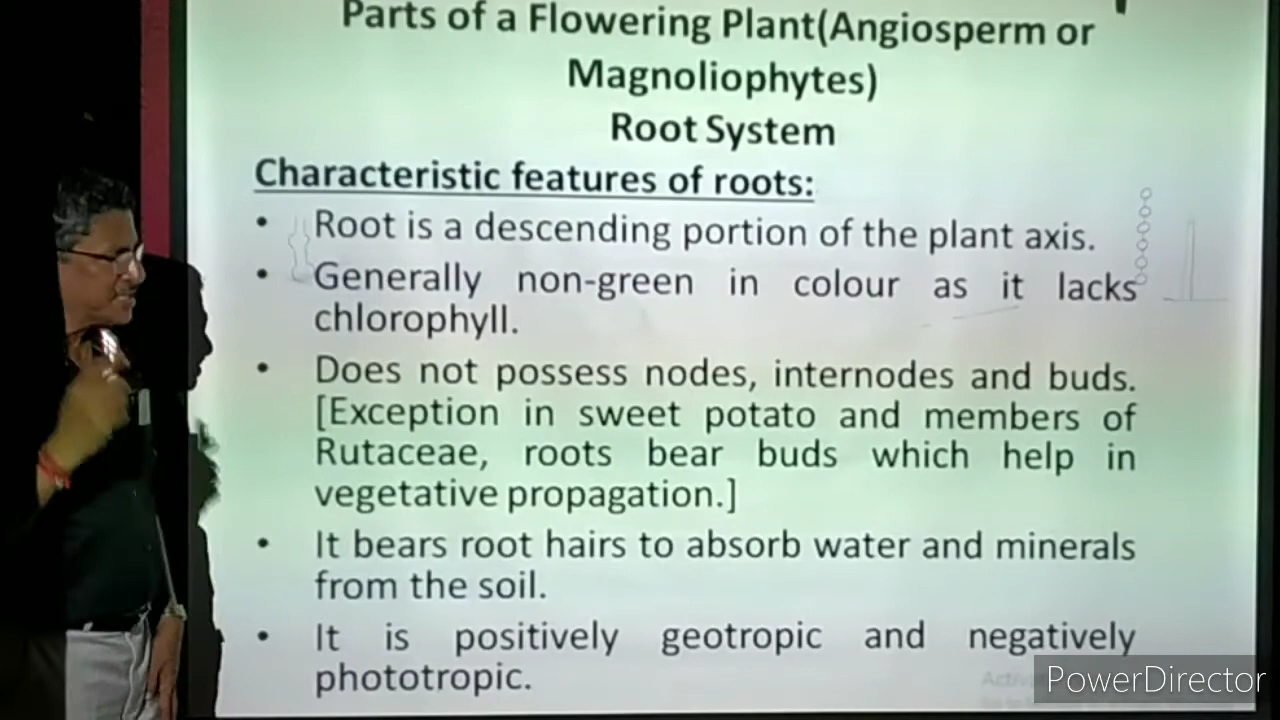 Parts of a Flowering Plant(Angiosperm or
Magnoliophytes)
Root System
Characteristic features of roots:
• Root is a descending portion of the plant axis.
• Generally non-green in colour as it lacks
chlorophyll.
• Does not possess nodes, internodes and buds.
[Exception in sweet potato and members of
Rutaceae, roots bear buds which help in
vegetative propagation.]
• It bears root hairs to absorb water and minerals
from the soil.
• It is positively geotropic and negatively
phototropic.
PowerDirector